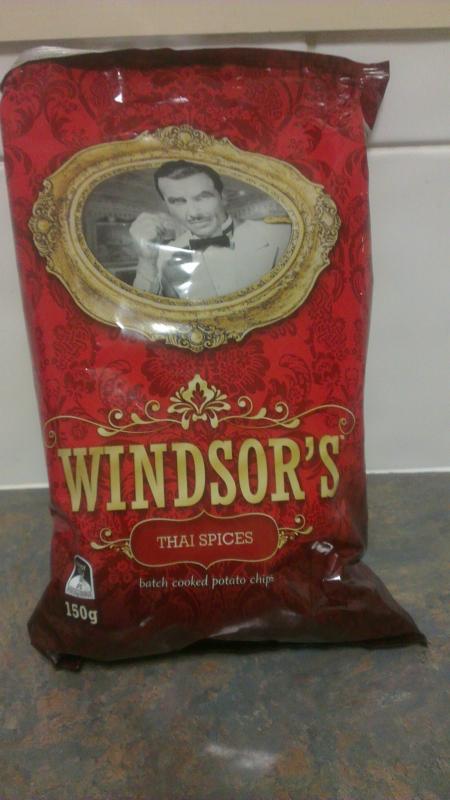 WINDSOR'S
THAI SPICES
batch cooked potato chips
150g